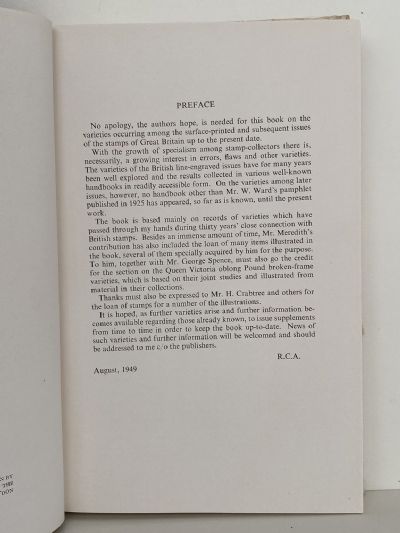 PREFACE
No apology, the authors hope, is needed for this book on the
varieties occurring among the surface-printed and subsequent issues
of the stamps of Great Britain up to the present date.
With the growth of specialism among stamp-collectors there is,
necessarily, a growing interest in errors, flaws and other varieties.
The varieties of the British line-engraved issues have for many years
been well explored and the results collected in various well-known
handbooks in readily accessible form. On the varieties among later
issues, however, no handbook other than Mr. W. Ward's pamphlet
published in 1925 has appeared, so far as is known, until the present
work.
The book is based mainly on records of varieties which have
passed through my hands during thirty years' close connection with
British stamps. Besides an immense amount of time, Mr. Meredith's
contribution has also included the loan of many items illustrated in
the book, several of them specially acquired by him for the purpose.
To him, together with Mr. George Spence, must also go the credit
for the section on the Queen Victoria oblong Pound broken-frame
varieties, which is based on their joint studies and illustrated from
material in their collections.
Thanks must also be expressed to Mr. H. Crabtree and others for
the loan of stamps for a number of the illustrations.
It is hoped, as further varieties arise and further information be-
comes available regarding those already known, to issue supplements
from time to time in order to keep the book up-to-date. News of
such varieties and further information will be welcomed and should
be addressed to me c/o the publishers.
R.C.A.
August, 1949
N BY
THE
DON